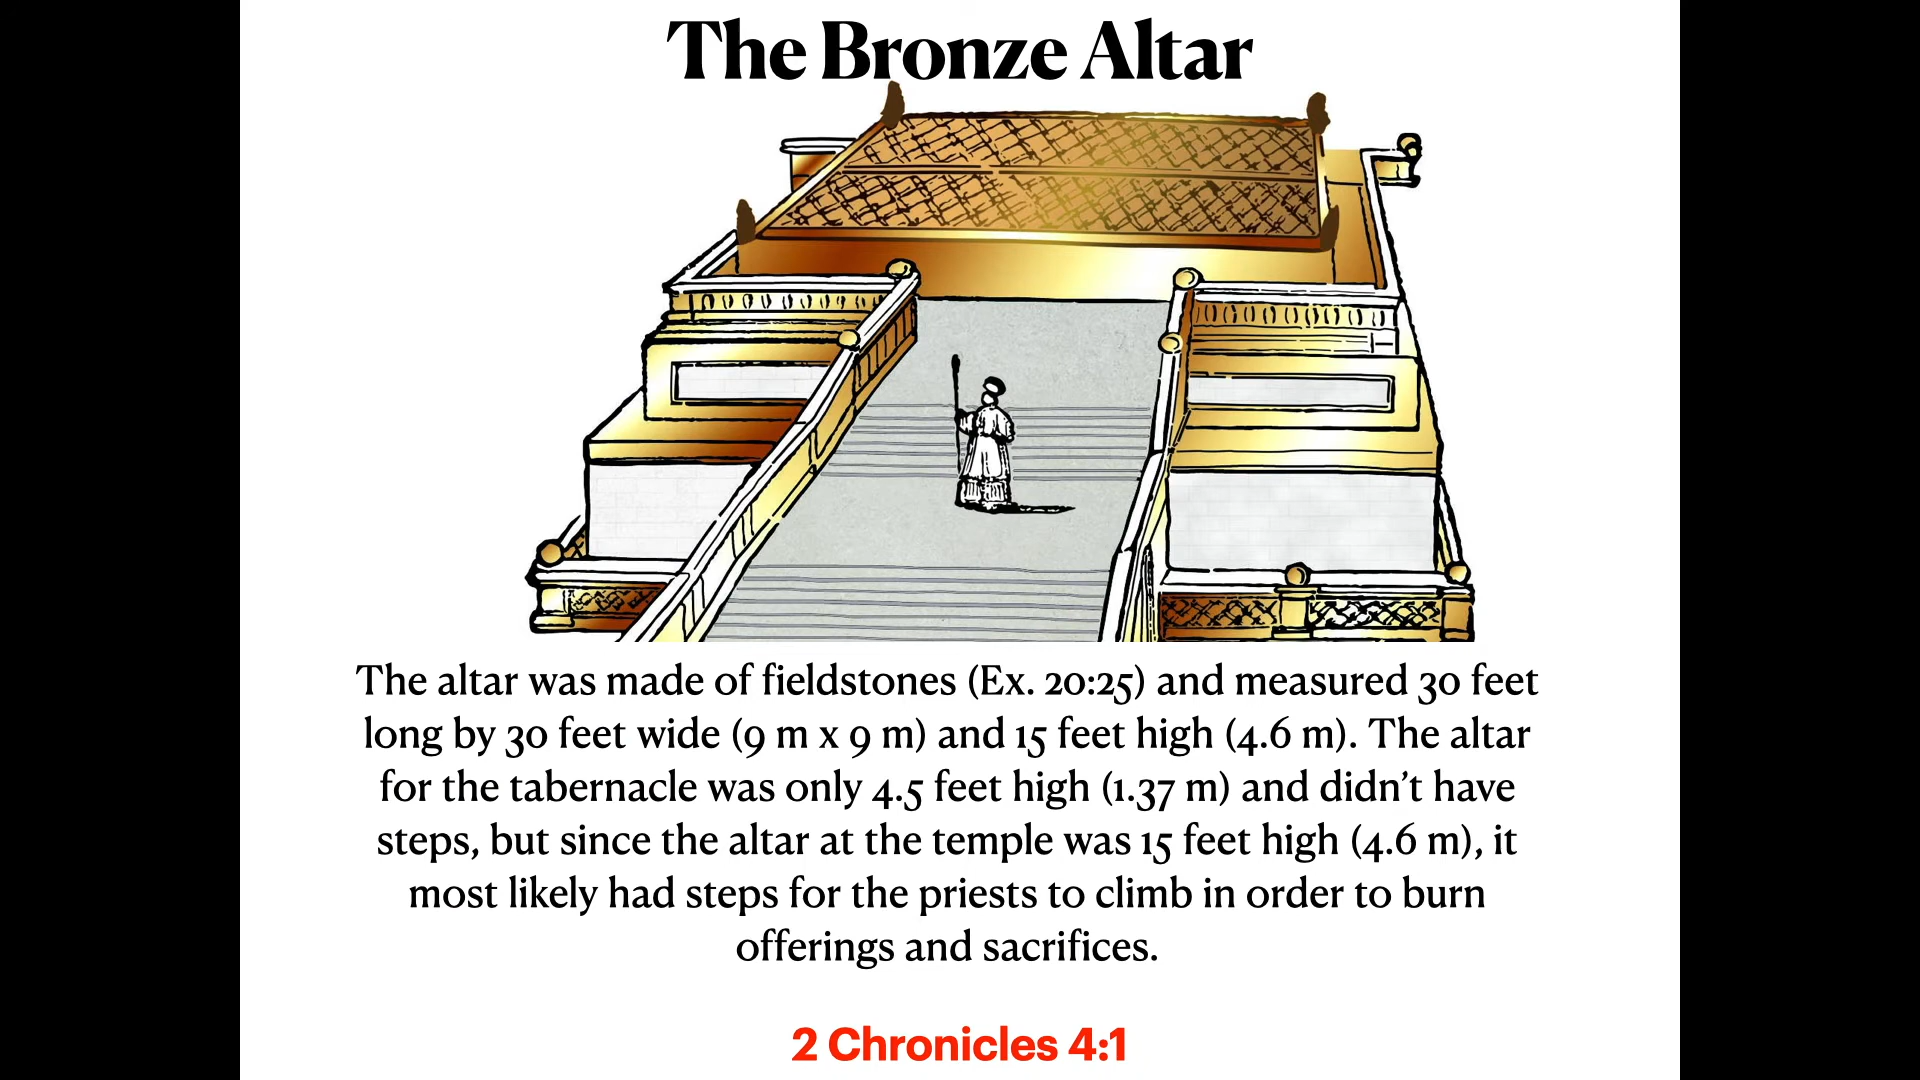 The Bronze Altar
The altar was made of fieldstones (Ex. 20:25) and measured 30 feet
long by 30 feet wide (9 m x 9 m) and 15 feet high (4.6 m). The altar
for the tabernacle was only 4.5 feet high (1.37 m) and didn’t have
steps, but since the altar at the temple was 15 feet high (4.6 m), it
most likely had steps for the priests to climb in order to burn
offerings and sacrifices.
2 Chronicles 4:1